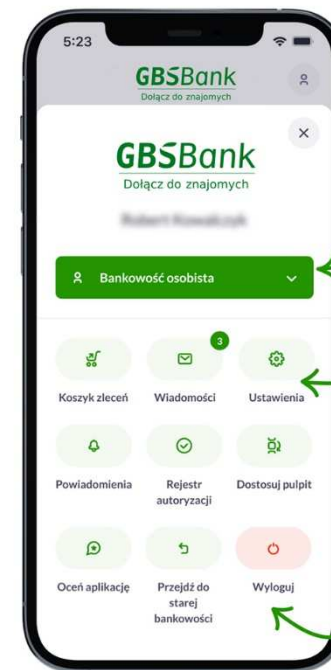 5:23
GBSBank
Dołącz do znajomych
GBSBank
Dołącz do znajomych
Bankowość osobista
3
Koszyk zleceń
Wiadomości
Ustawienia
Powiadomienia
Rejestr
autoryzacji
Dostosuj pulpit
Oceń aplikację
Przejdź do
starej
bankowości
Wyloguj